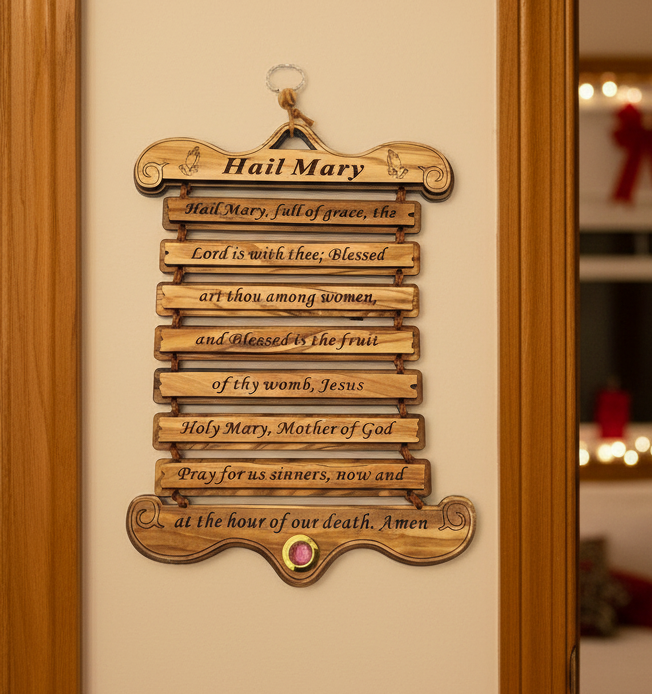 Hail Mary
Hail Mary, full of grace, the
Lord is with thee; Blessed
art thou among women,
and Blessed is the fruit
of thy womb, Jesus
Holy Mary, Mother of God
Pray for us sinners, now and
at the hour of our death. Amen